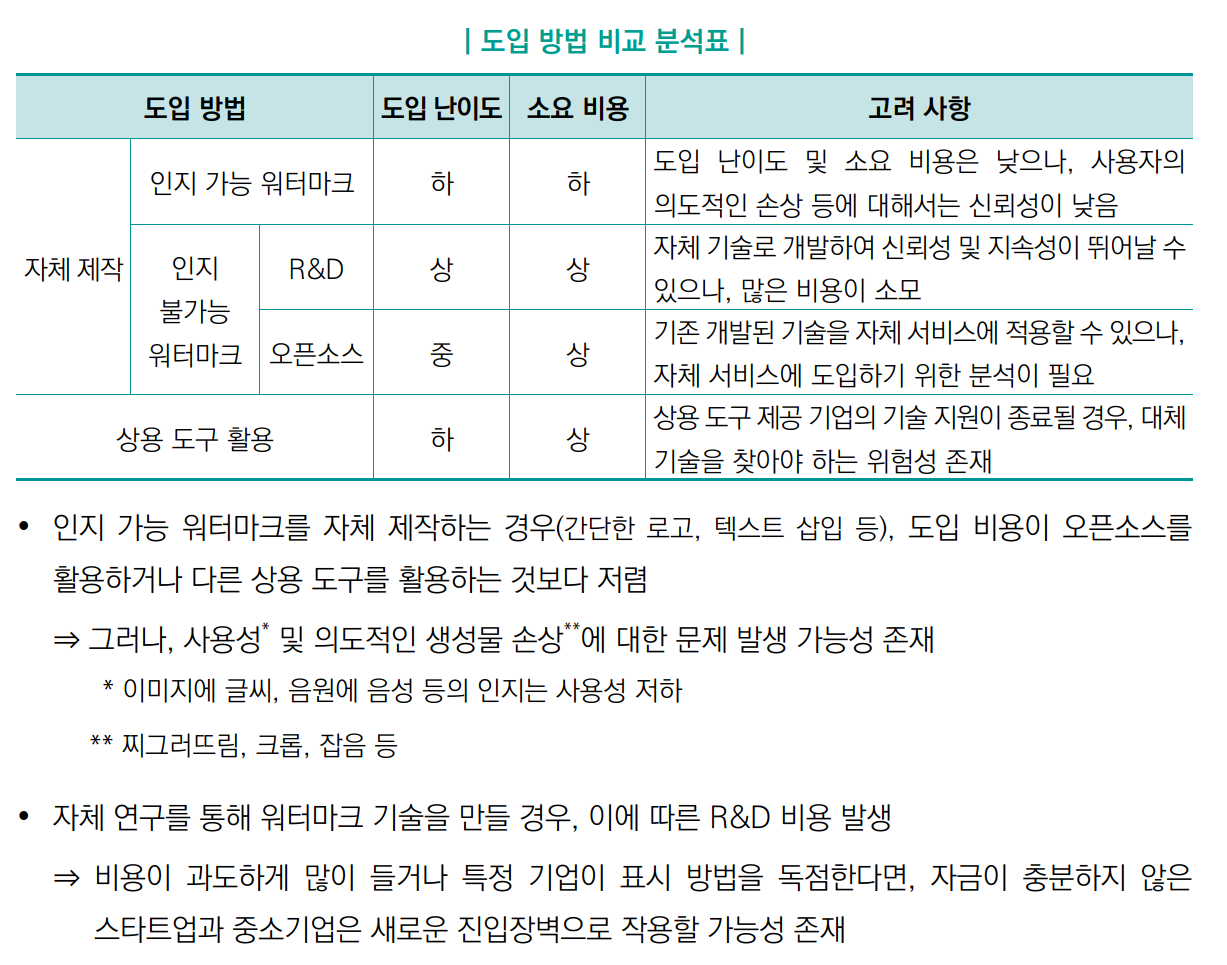 | 도입 방법 비교 분석표 |
도입 방법 도입 난이도 소요 비용 고려 사항
자체 제작
인지 가능 워터마크 하 하
도입 난이도 및 소요 비용은 낮으나, 사용자의
의도적인 손상 등에 대해서는 신뢰성이 낮음
인지
불가능
워터마크
R&D 상 상
자체 기술로 개발하여 신뢰성 및 지속성이 뛰어날 수
있으나, 많은 비용이 소모
오픈소스 중 상
기존 개발된 기술을 자체 서비스에 적용할 수 있으나,
자체 서비스에 도입하기 위한 분석이 필요
상용 도구 활용 하 상
상용 도구 제공 기업의 기술 지원이 종료될 경우, 대체
기술을 찾아야 하는 위험성 존재
• 인지 가능 워터마크를 자체 제작하는 경우(간단한 로고, 텍스트 삽입 등), 도입 비용이 오픈소스를
활용하거나 다른 상용 도구를 활용하는 것보다 저렴
⇒ 그러나, 사용성* 및 의도적인 생성물 손상**에 대한 문제 발생 가능성 존재
* 이미지에 글씨, 음원에 음성 등의 인지는 사용성 저하
** 찌그러뜨림, 크롭, 잡음 등
• 자체 연구를 통해 워터마크 기술을 만들 경우, 이에 따른 R&D 비용 발생
⇒ 비용이 과도하게 많이 들거나 특정 기업이 표시 방법을 독점한다면, 자금이 충분하지 않은
스타트업과 중소기업은 새로운 진입장벽으로 작용할 가능성 존재